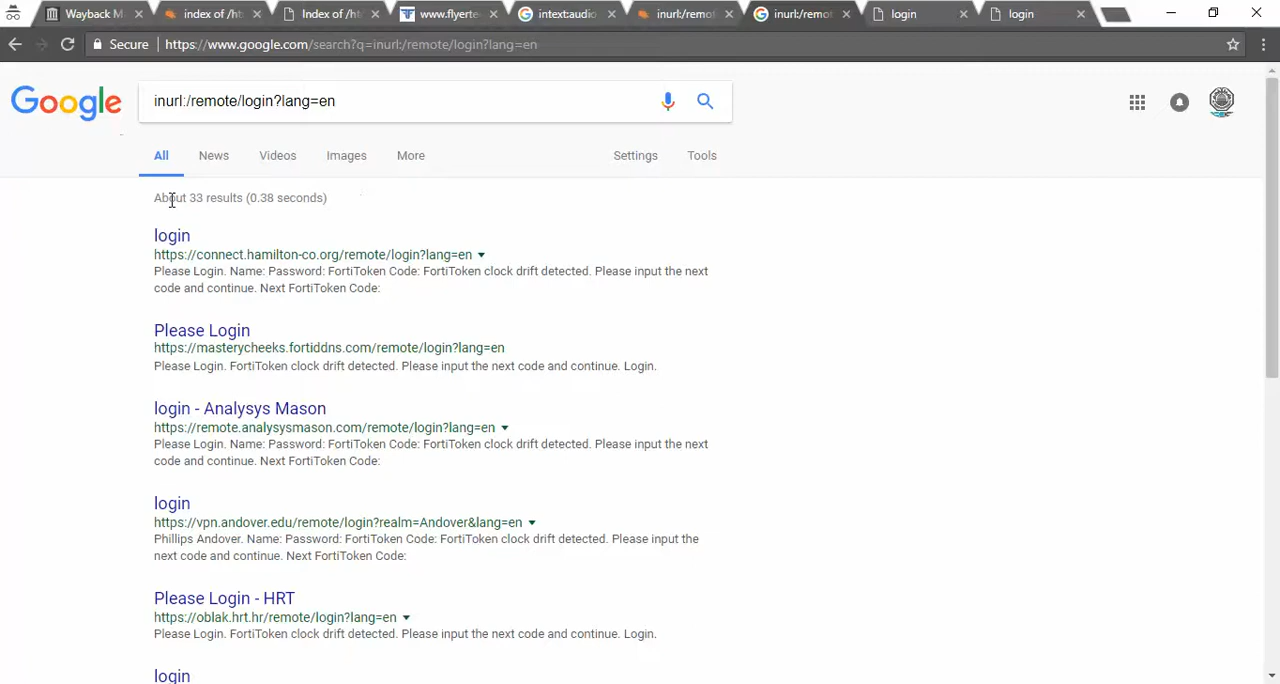 Wayback M
index of /ht
Index of /ht
www.flyerte
intext:audio
inurl:/remo
inurl:/remo
login
login
Secure https://www.google.com/search?q=inurl:/remote/login?lang=en
Google
inurl:/remote/login?lang=en
All News Videos Images More Settings Tools
About 33 results (0.38 seconds)
login
https://connect.hamilton-co.org/remote/login?lang=en
Please Login. Name: Password: FortiToken Code: FortiToken clock drift detected. Please input the next
code and continue. Next FortiToken Code:
Please Login
https://masterycheeks.fortiddns.com/remote/login?lang=en
Please Login. FortiToken clock drift detected. Please input the next code and continue. Login.
login - Analysys Mason
https://remote.analysysmason.com/remote/login?lang=en
Please Login. Name: Password: FortiToken Code: FortiToken clock drift detected. Please input the next
code and continue. Next FortiToken Code:
login
https://vpn.andover.edu/remote/login?realm=Andover&lang=en
Phillips Andover. Name: Password: FortiToken Code: FortiToken clock drift detected. Please input the
next code and continue. Next FortiToken Code:
Please Login - HRT
https://oblak.hrt.hr/remote/login?lang=en
Please Login. FortiToken clock drift detected. Please input the next code and continue. Login.
login